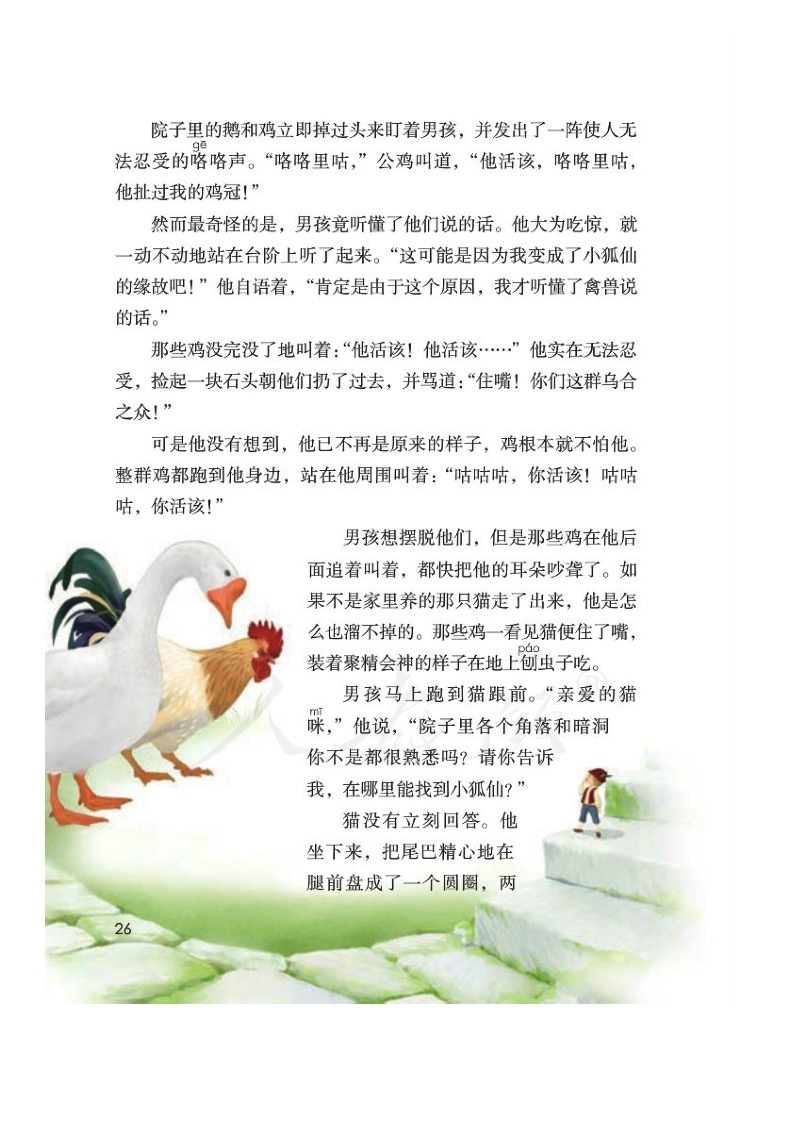 院子里的鹅和鸡立即掉过头来盯着男孩，并发出了一阵使人无
gē
法忍受的咯咯声。“咯咯里咕，”公鸡叫道，“他活该，咯咯里咕，
他扯过我的鸡冠！”
然而最奇怪的是，男孩竟听懂了他们说的话。他大为吃惊，就
一动不动地站在台阶上听了起来。“这可能是因为我变成了小狐仙
的缘故吧！”他自语着，“肯定是由于这个原因，我才听懂了禽兽说
的话。”
那些鸡没完没了地叫着：“他活该！他活该……”他实在无法忍
受，捡起一块石头朝他们扔了过去，并骂道：“住嘴！你们这群乌合
之众！”
可是他没有想到，他已不再是原来的样子，鸡根本就不怕他。
整群鸡都跑到他身边，站在他周围叫着：“咕咕咕，你活该！咕咕
咕，你活该！”
男孩想摆脱他们，但是那些鸡在他后
面追着叫着，都快把他的耳朵吵聋了。如
果不是家里养的那只猫走了出来，他是怎
么也溜不掉的。那些鸡一看见猫便住了嘴，
páo
装着聚精会神的样子在地上刨虫子吃。
男孩马上跑到猫跟前。“亲爱的猫
mī
咪，”他说，“院子里各个角落和暗洞
你不是都很熟悉吗？请你告诉
我，在哪里能找到小狐仙？”
猫没有立刻回答。他
坐下来，把尾巴精心地在
腿前盘成了一个圆圈，两
26